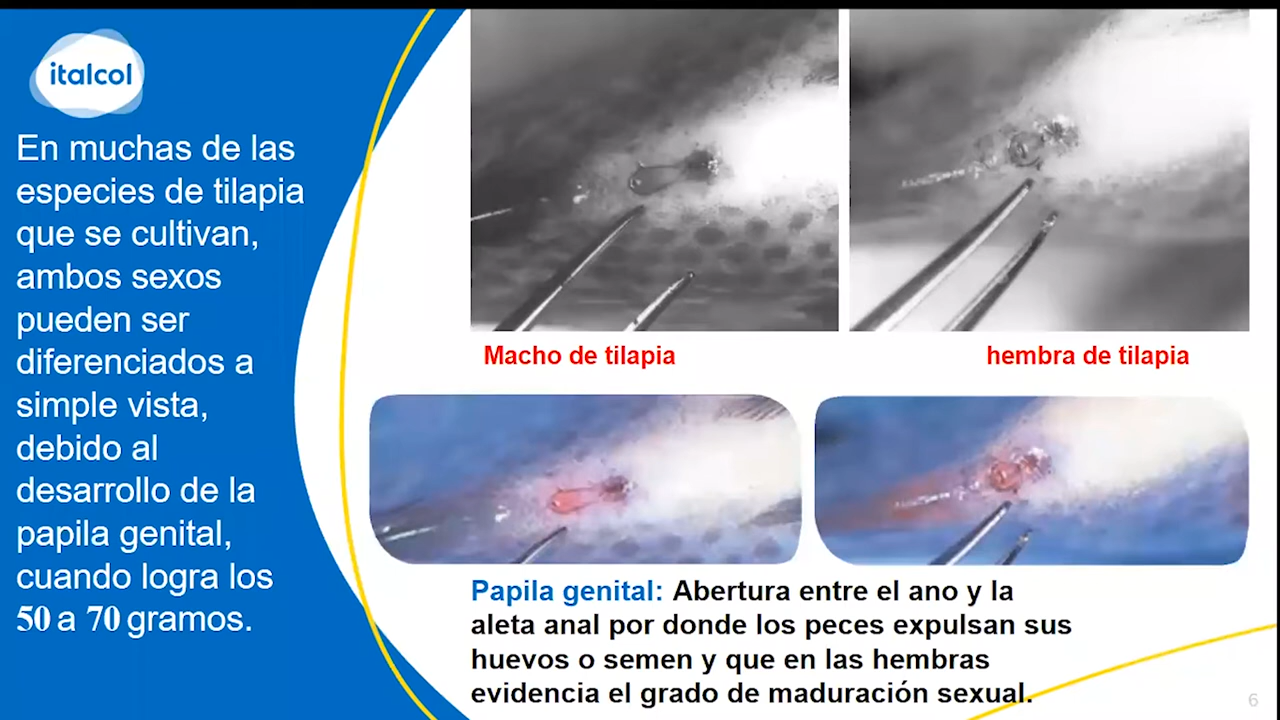 italcol
En muchas de las
especies de tilapia
que se cultivan,
ambos sexos
pueden ser
diferenciados a
simple vista,
debido al
desarrollo de la
papila genital,
cuando logra los
50 a 70 gramos.
Macho de tilapia
hembra de tilapia
Papila genital: Abertura entre el ano y la
aleta anal por donde los peces expulsan sus
huevos o semen y que en las hembras
evidencia el grado de maduración sexual.
6